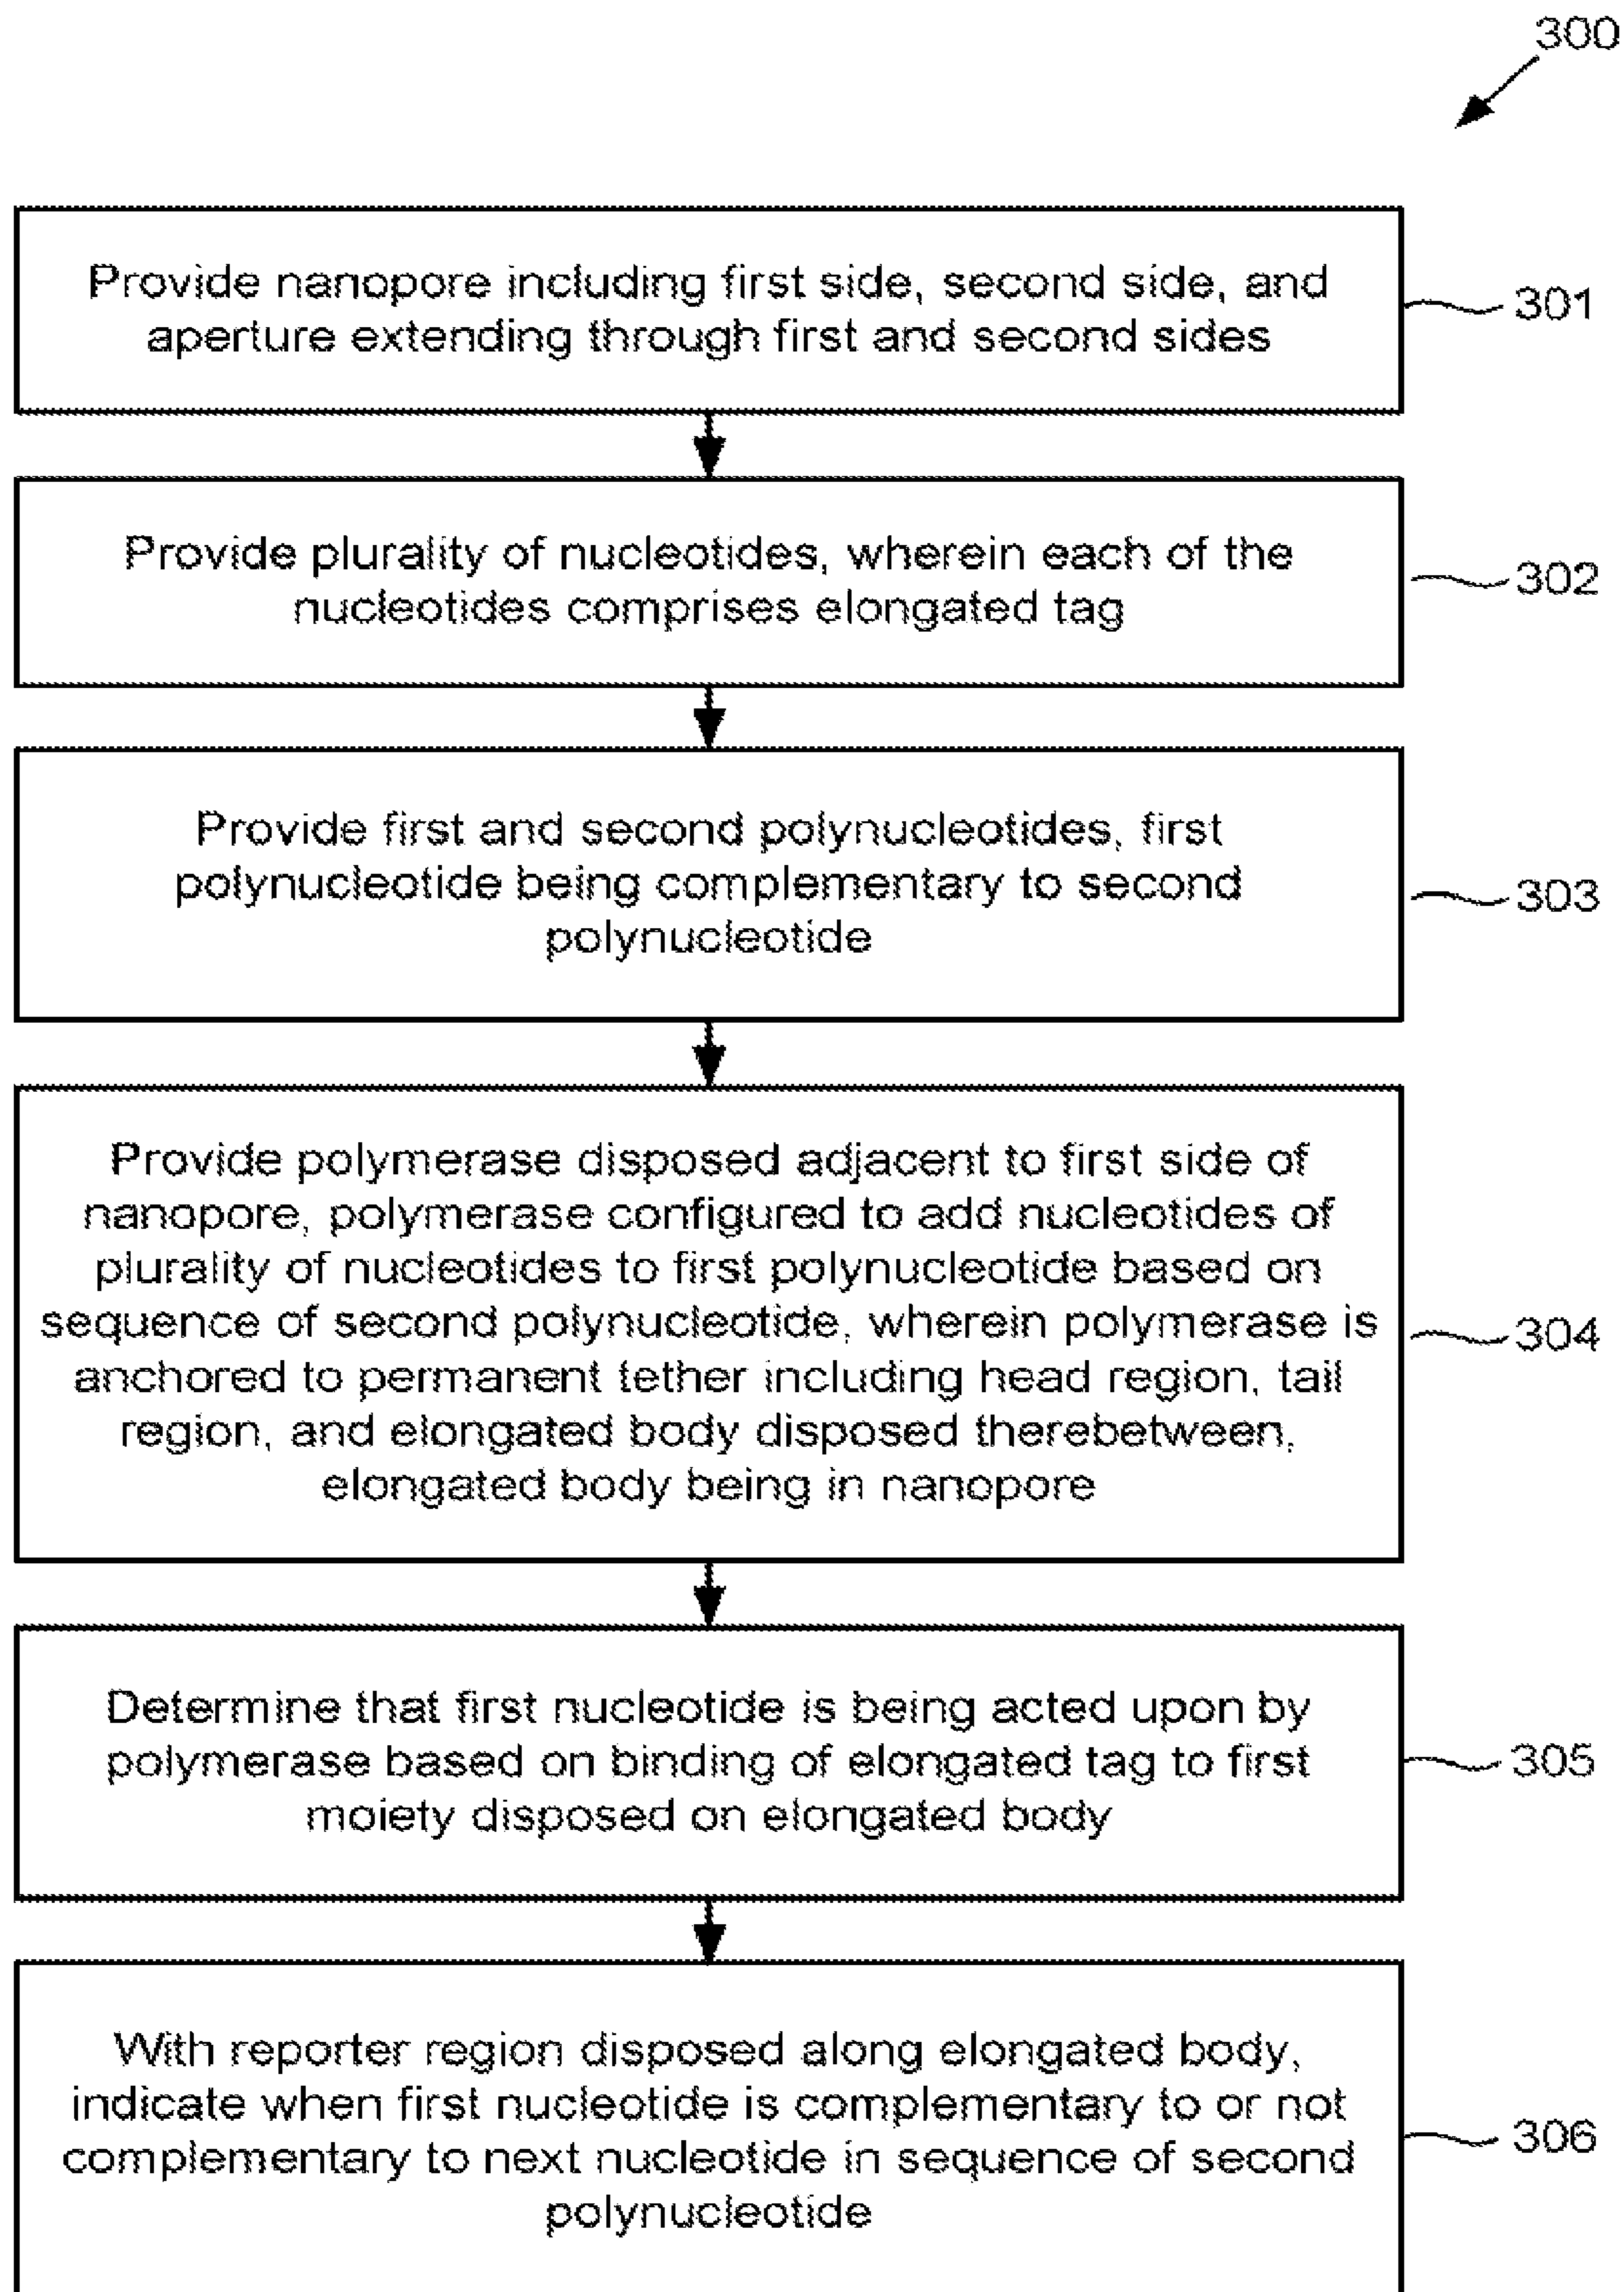 300
Provide nanopore including first side, second side, and
aperture extending through first and second sides
301
Provide plurality of nucleotides, wherein each of the
nucleotides comprises elongated tag
302
Provide first and second polynucleotides, first
polynucleotide being complementary to second
polynucleotide
303
Provide polymerase disposed adjacent to first side of
nanopore, polymerase configured to add nucleotides of
plurality of nucleotides to first polynucleotide based on
sequence of second polynucleotide, wherein polymerase is
anchored to permanent tether including head region, tail
region, and elongated body disposed therebetween,
elongated body being in nanopore
304
Determine that first nucleotide is being acted upon by
polymerase based on binding of elongated tag to first
moiety disposed on elongated body
305
With reporter region disposed along elongated body,
indicate when first nucleotide is complementary to or not
complementary to next nucleotide in sequence of second
polynucleotide
306